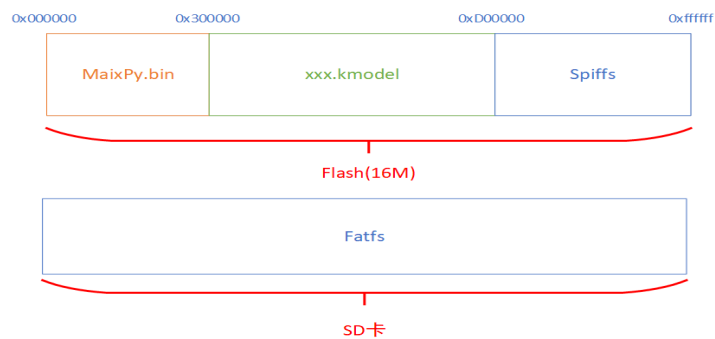 0x000000 0x300000 0xD00000 0xffffff
MaixPy.bin xxx.kmodel Spiffs
Flash(16M)
Fatfs
SD卡